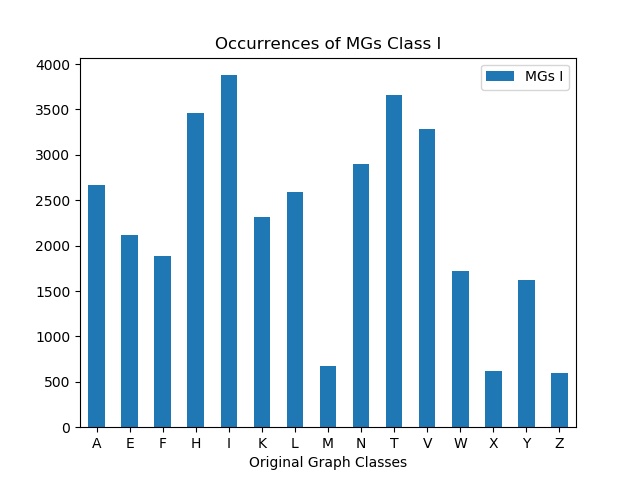 Occurrences of MGs Class I
MGs I
4000
3500
3000
2500
2000
1500
1000
500
0
A E F H I K L M N T V W X Y Z
Original Graph Classes